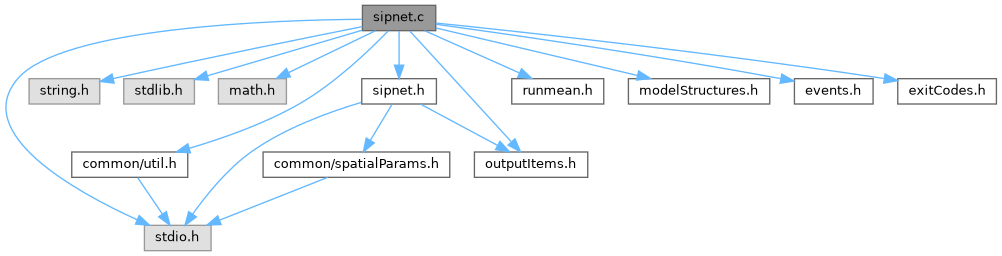 sipnet.c
string.h
stdlib.h
math.h
sipnet.h
runmean.h
modelStructures.h
events.h
exitCodes.h
common/util.h
common/spatialParams.h
outputItems.h
stdio.h